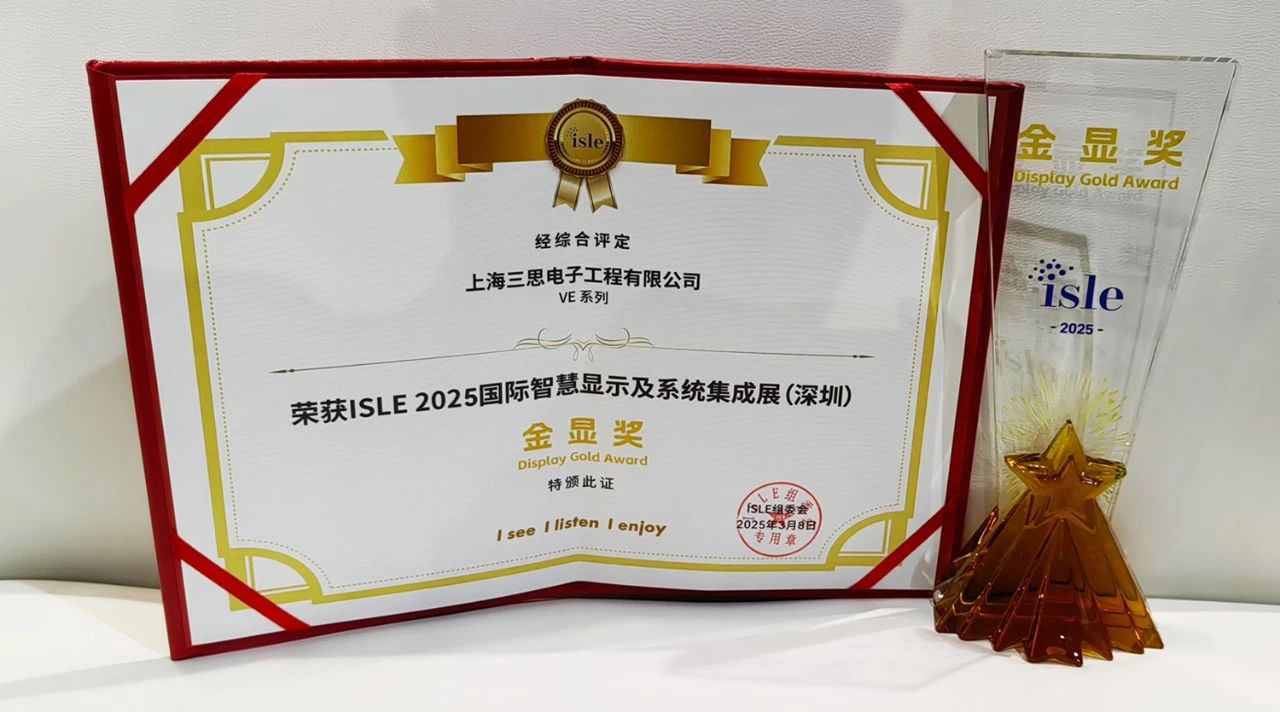 isle
经综合评定
上海三思电子工程有限公司
VE 系列
荣获ISLE 2025国际智慧显示及系统集成展(深圳)
金显奖
Display Gold Award
特颁此证
I see I listen I enjoy
ISLE组委会
2025年3月8日
专用章
金显奖
Display Gold Award
isle
- 2025 -